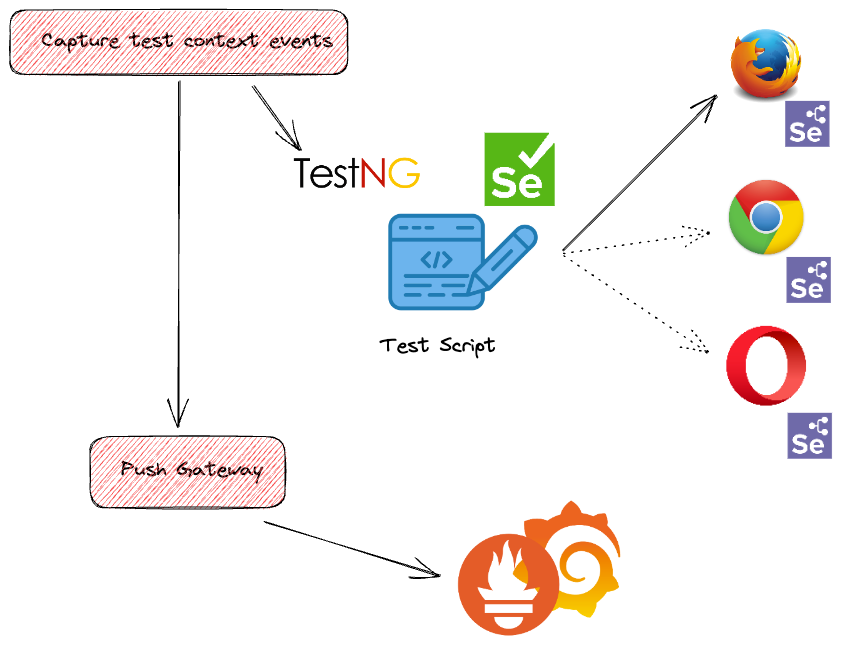 Capture test context events
TestNG
Se
Se
</>
Se
Test Script
Se
Push Gateway